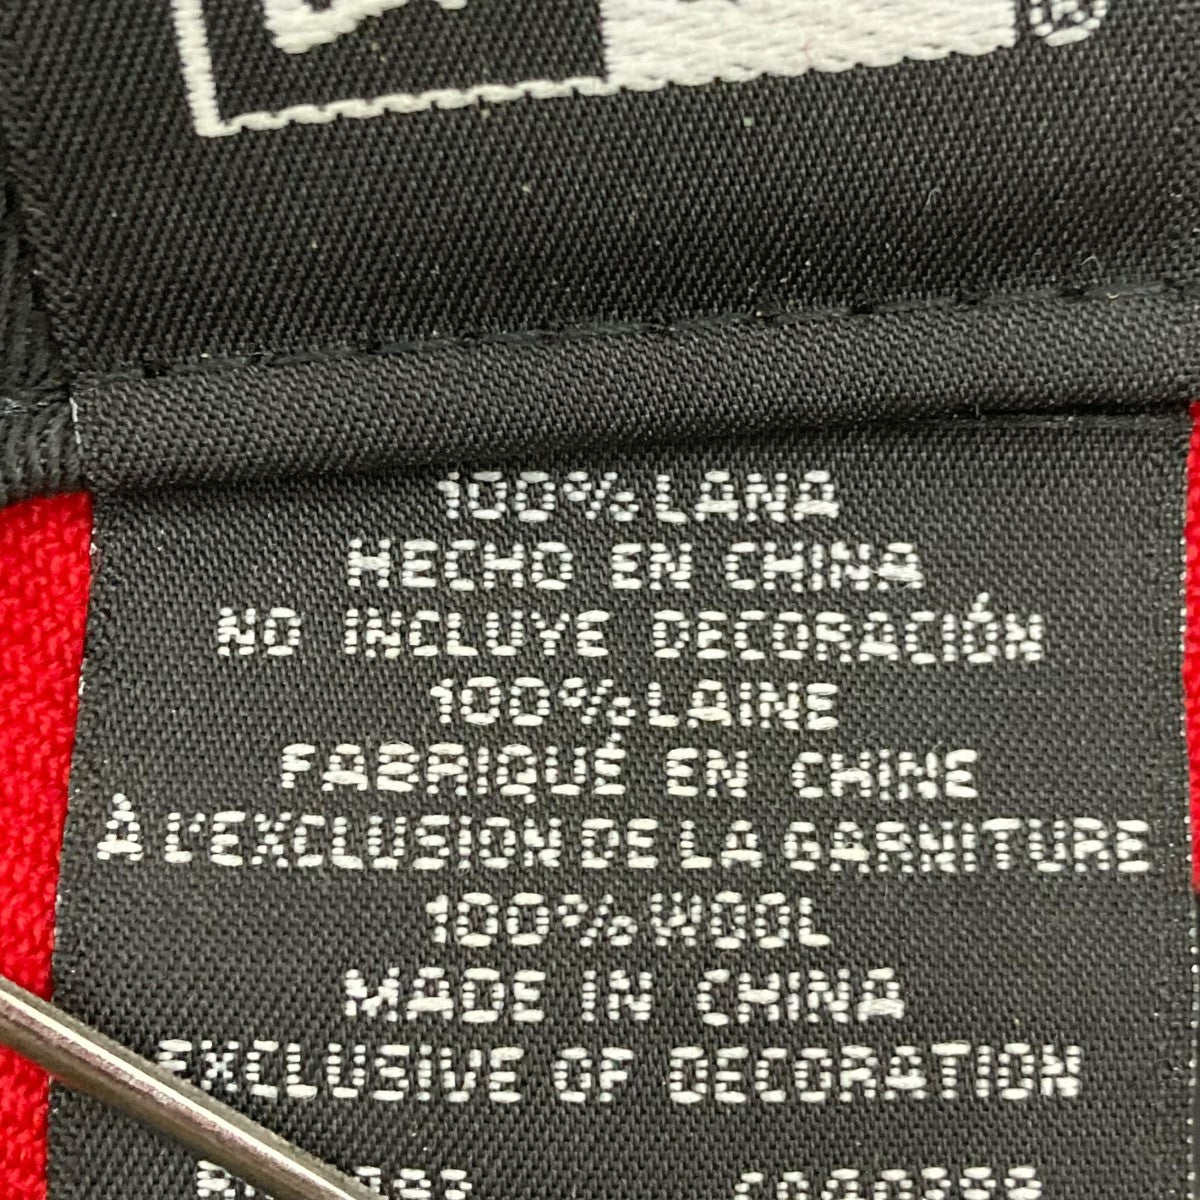 ®
100% LANA
HECHO EN CHINA
NO INCLUYE DECORACIÓN
100% LAINE
FABRIQUÉ EN CHINE
À L'EXCLUSION DE LA GARNITURE
100% WOOL
MADE IN CHINA
EXCLUSIVE OF DECORATION